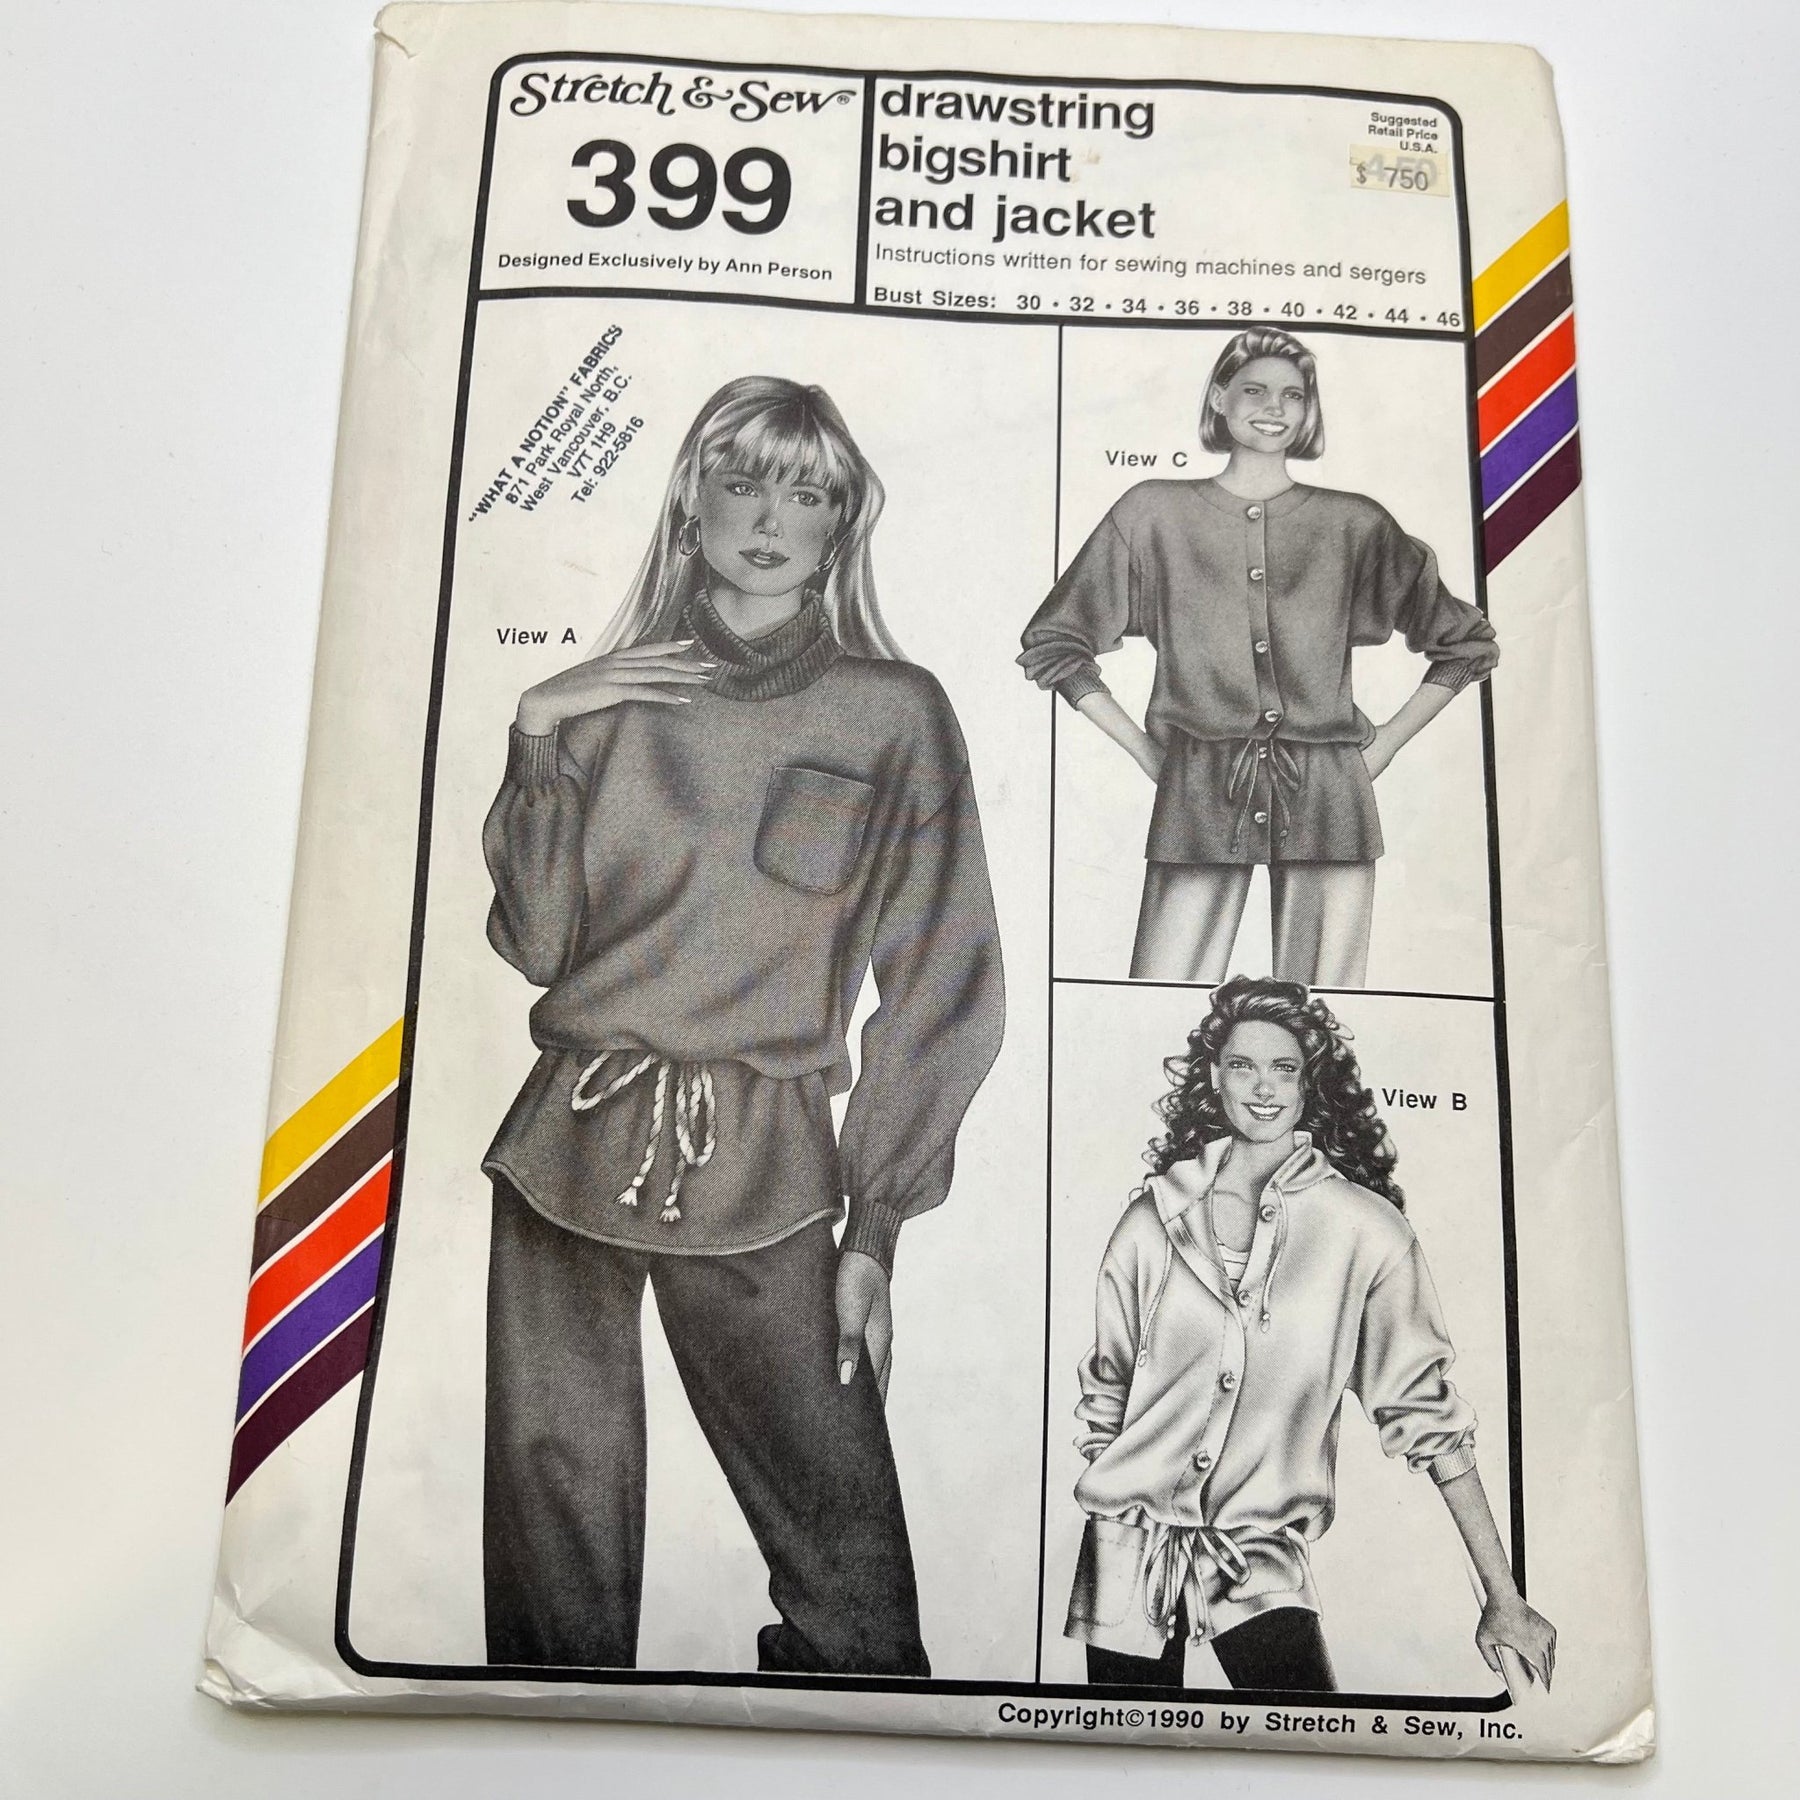 Stretch & Sew®
399
Designed Exclusively by Ann Person
drawstring
bigshirt
and jacket
Instructions written for sewing machines and sergers
Bust Sizes: 30 • 32 • 34 • 36 • 38 • 40 • 42 • 44 • 46
Suggested
Retail Price
U.S.A.
4.50
$ 750
"WHAT A NOTION" FABRICS
871 Park Royal North,
West Vancouver, B.C.
V7T 1H9
Tel: 922-5816
View A
View C
View B
Copyright©1990 by Stretch & Sew, Inc.